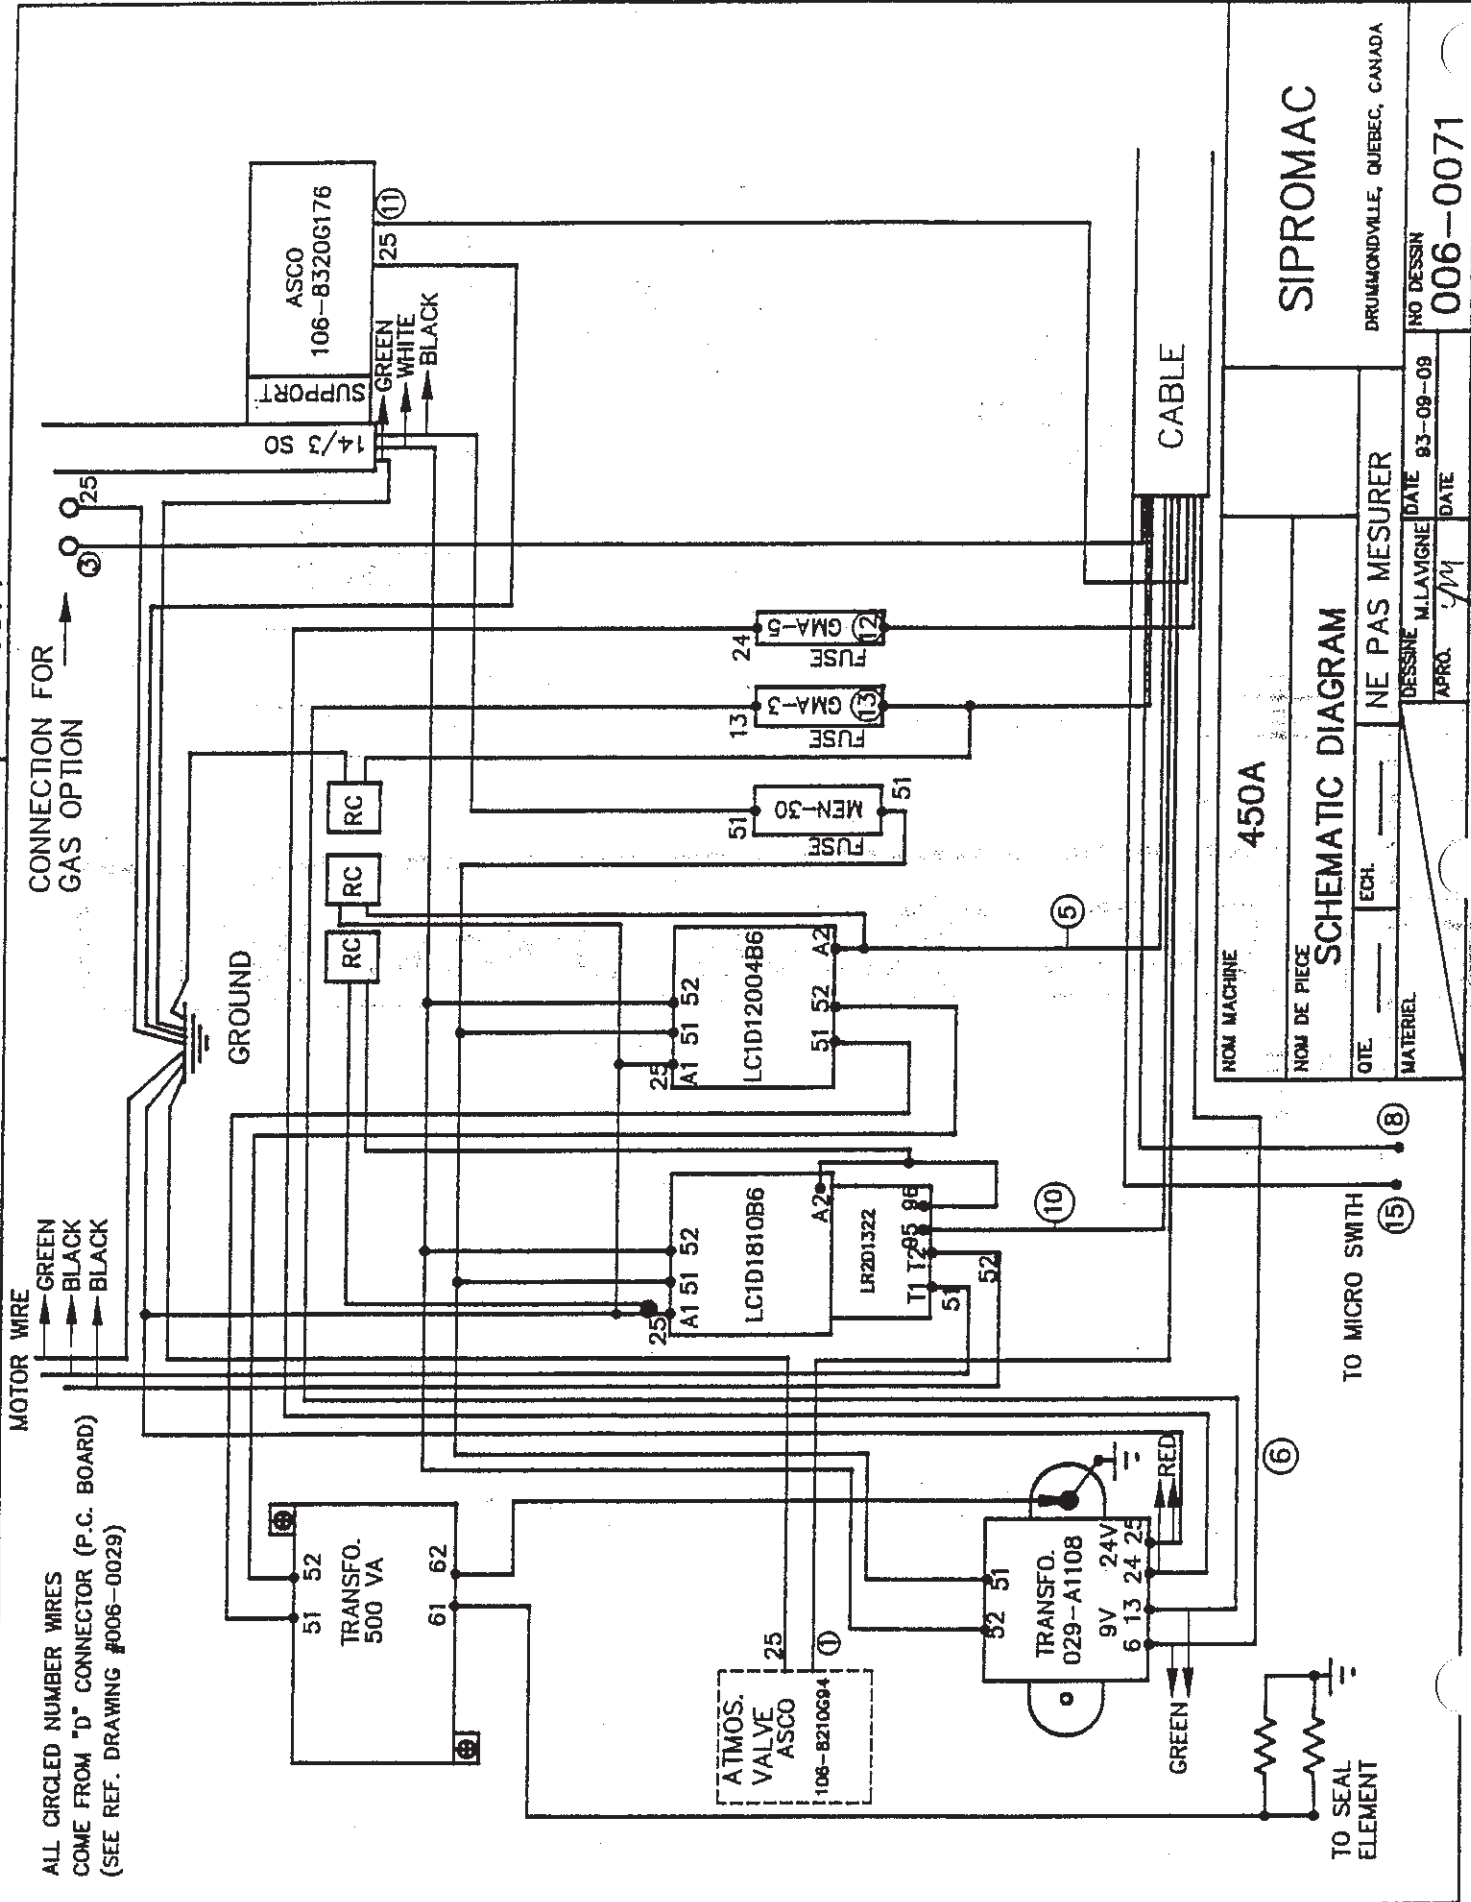 ALL CIRCLED NUMBER WIRES
COME FROM "D" CONNECTOR (P.C. BOARD)
(SEE REF. DRAWING #006-0029)
MOTOR WIRE
GREEN
BLACK
BLACK
GROUND
CONNECTION FOR
GAS OPTION
3
25
14/3 SO
SUPPORT
ASCO
106-8320G176
GREEN
WHITE
BLACK
25
11
51
52
TRANSFO.
500 VA
61
62
RC
RC
RC
25
A1
51
52
LC1D1810B6
A2
LR2D1322
T1
T2
95
96
51
52
10
25
A1
51
52
LC1D12004B6
51
52
A2
5
51
MEN-30
FUSE
51
13
GMA-3
13
FUSE
24
GMA-5
12
FUSE
ATMOS.
VALVE
ASCO
106-8210G94
25
1
52
51
TRANSFO.
029-A1108
9V
24V
6
13
24
25
GREEN
RED
6
TO SEAL
ELEMENT
TO MICRO SWITH
15
8
CABLE
NOM MACHINE
450A
NOM DE PIECE
SCHEMATIC DIAGRAM
QTE.
ECH.
NE PAS MESURER
MATERIEL
DESSINE
M.LAVIGNE
DATE
93-09-09
APRO.
DATE
SIPROMAC
DRUMMONDVILLE, QUEBEC, CANADA
NO DESSIN
006-0071